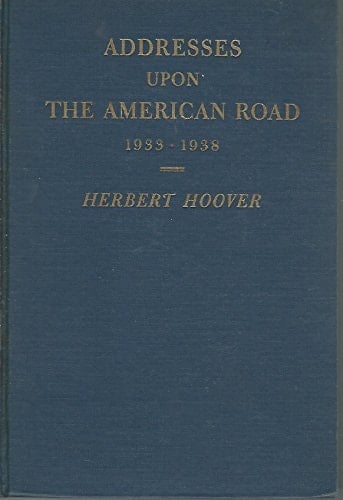 ADDRESSES
UPON
THE AMERICAN ROAD
1933 · 1938
HERBERT HOOVER